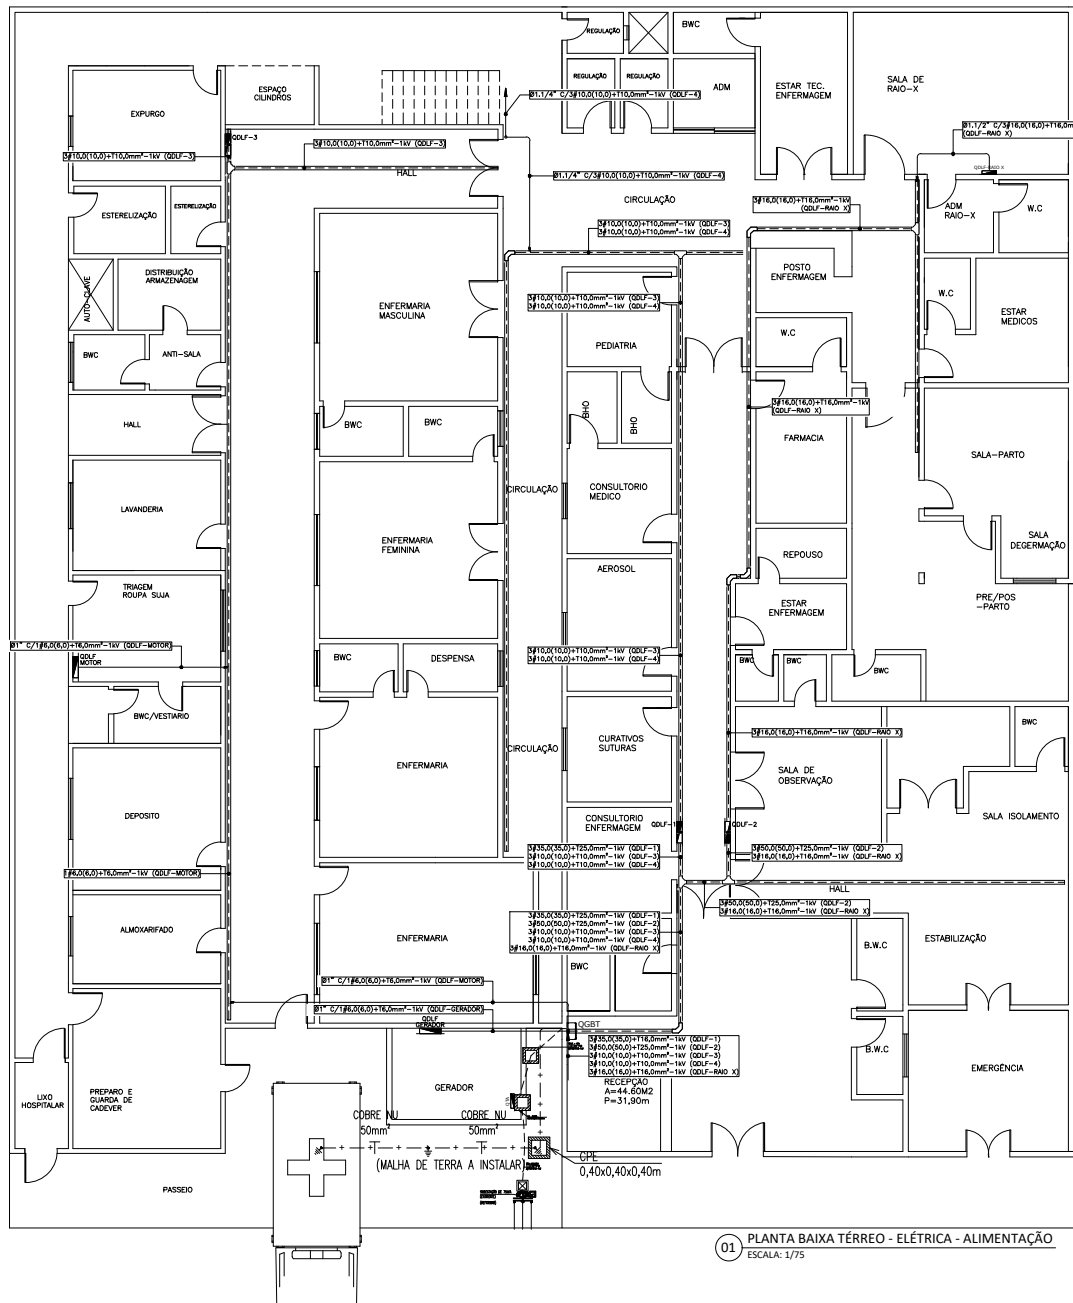 REGULAÇÃO
BWC
REGULAÇÃO
REGULAÇÃO
ADM
ESTAR TEC.
ENFERMAGEM
SALA DE
RAIO-X
ESPAÇO
CILINDROS
EXPURGO
Ø1.1/4" C/3#10,0(10,0)+T10,0mm²-1kV (QDLF-4)
Ø1.1/2" C/3#16,0(16,0)+T16,0m
(QDLF-RAIO X)
QDLF-3
3#10,0(10,0)+T10,0mm²-1kV (QDLF-3)
3#10,0(10,0)+T10,0mm²-1kV (QDLF-3)
HALL
Ø1.1/4" C/3#10,0(10,0)+T10,0mm²-1kV (QDLF-4)
QDLF-RAIO X
CIRCULAÇÃO
3#16,0(16,0)+T16,0mm²-1kV
(QDLF-RAIO X)
ADM
RAIO-X
W.C
ESTERELIZAÇÃO
ESTERELIZAÇÃO
3#10,0(10,0)+T10,0mm²-1kV (QDLF-3)
3#10,0(10,0)+T10,0mm²-1kV (QDLF-4)
DISTRIBUIÇÃO
ARMAZENAGEM
AUTO-CLAVE
POSTO
ENFERMAGEM
ENFERMARIA
MASCULINA
3#10,0(10,0)+T10,0mm²-1kV (QDLF-3)
3#10,0(10,0)+T10,0mm²-1kV (QDLF-4)
W.C
ESTAR
MEDICOS
W.C
PEDIATRIA
BWC
ANTI-SALA
3#16,0(16,0)+T16,0mm²-1kV
(QDLF-RAIO X)
HALL
BWC
BWC
BHO
BHO
FARMACIA
SALA-PARTO
CIRCULAÇÃO
CONSULTORIO
MEDICO
LAVANDERIA
ENFERMARIA
FEMININA
SALA
DEGERMAÇÃO
REPOUSO
AEROSOL
TRIAGEM
ROUPA SUJA
ESTAR
ENFERMAGEM
PRE/POS
-PARTO
Ø1" C/1#6,0(6,0)+T6,0mm²-1kV (QDLF-MOTOR)
QDLF
MOTOR
BWC
DESPENSA
3#10,0(10,0)+T10,0mm²-1kV (QDLF-3)
3#10,0(10,0)+T10,0mm²-1kV (QDLF-4)
BWC
BWC
BWC
BWC/VESTIARIO
BWC
3#16,0(16,0)+T16,0mm²-1kV (QDLF-RAIO X)
CIRCULAÇÃO
CURATIVOS
SUTURAS
ENFERMARIA
SALA DE
OBSERVAÇÃO
DEPOSITO
CONSULTORIO
ENFERMAGEM
QDLF-1
QDLF-2
SALA ISOLAMENTO
3#35,0(35,0)+T25,0mm²-1kV (QDLF-1)
3#10,0(10,0)+T10,0mm²-1kV (QDLF-3)
3#10,0(10,0)+T10,0mm²-1kV (QDLF-4)
3#50,0(50,0)+T25,0mm²-1kV (QDLF-2)
3#16,0(16,0)+T16,0mm²-1kV (QDLF-RAIO X)
1#6,0(6,0)+T6,0mm²-1kV (QDLF-MOTOR)
HALL
3#50,0(50,0)+T25,0mm²-1kV (QDLF-2)
3#16,0(16,0)+T16,0mm²-1kV (QDLF-RAIO X)
3#35,0(35,0)+T25,0mm²-1kV (QDLF-1)
3#50,0(50,0)+T25,0mm²-1kV (QDLF-2)
3#10,0(10,0)+T10,0mm²-1kV (QDLF-3)
3#10,0(10,0)+T10,0mm²-1kV (QDLF-4)
3#16,0(16,0)+T16,0mm²-1kV (QDLF-RAIO X)
ALMOXARIFADO
ENFERMARIA
ESTABILIZAÇÃO
B.W.C
BWC
Ø1" C/1#6,0(6,0)+T6,0mm²-1kV (QDLF-MOTOR)
Ø1" C/1#6,0(6,0)+T6,0mm²-1kV (QDLF-GERADOR)
QDLF
GERADOR
QGBT
3#35,0(35,0)+T16,0mm²-1kV (QDLF-1)
3#50,0(50,0)+T25,0mm²-1kV (QDLF-2)
3#10,0(10,0)+T10,0mm²-1kV (QDLF-3)
3#10,0(10,0)+T10,0mm²-1kV (QDLF-4)
3#16,0(16,0)+T16,0mm²-1kV (QDLF-RAIO X)
B.W.C
EMERGÊNCIA
RECEPÇÃO
A=44.60M2
P=31,90m
GERADOR
LIXO
HOSPITALAR
PREPARO E
GUARDA DE
CADEVER
COBRE NU
50mm²
COBRE NU
50mm²
(MALHA DE TERRA A INSTALAR)
CPE
0,40x0,40x0,40m
PASSEIO
01
PLANTA BAIXA TÉRREO - ELÉTRICA - ALIMENTAÇÃO
ESCALA: 1/75